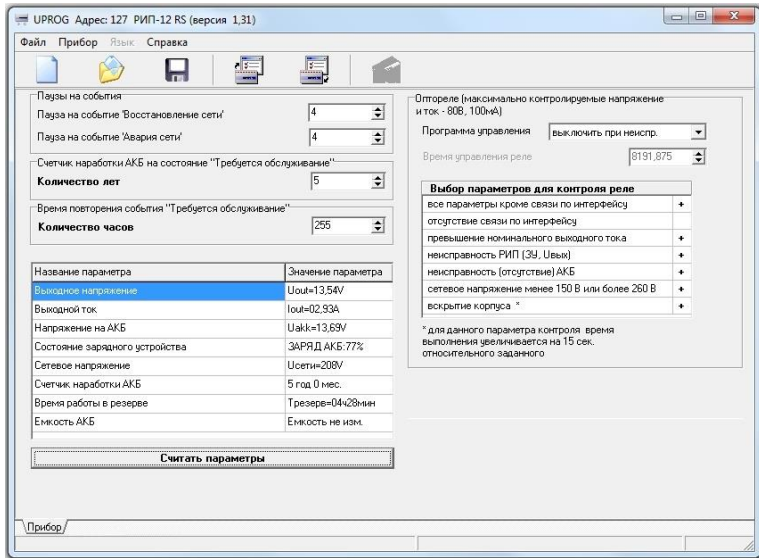 UPROG Адрес: 127 РИП-12 RS (версия 1,31)
Файл Прибор Язык Справка
Паузы на события
Пауза на событие 'Восстановление сети' 4
Пауза на событие 'Авария сети' 4
Счетчик наработки АКБ на состояние "Требуется обслуживание"
Количество лет 5
Время повторения события "Требуется обслуживание"
Количество часов 255
Название параметра Значение параметра
Выходное напряжение Uout=13,54V
Выходной ток Iout=02,93A
Напряжение на АКБ Uakk=13,69V
Состояние зарядного устройства ЗАРЯД АКБ:77%
Сетевое напряжение Uсети=208V
Счетчик наработки АКБ 5 год 0 мес.
Время работы в резерве Tрезерв=04ч28мин
Емкость АКБ Емкость не изм.
Считать параметры
Оптореле (максимально контролируемые напряжение
и ток - 80В, 100мА)
Программа управления выключить при неиспр.
Время управления реле 8191,875
Выбор параметров для контроля реле
все параметры кроме связи по интерфейсу +
отсутствие связи по интерфейсу
превышение номинального выходного тока +
неисправность РИП (ЗУ, Uвых) +
неисправность (отсутствие) АКБ +
сетевое напряжение менее 150 В или более 260 В +
вскрытие корпуса * +
* для данного параметра контроля время
выполнения увеличивается на 15 сек.
относительного заданного
Прибор